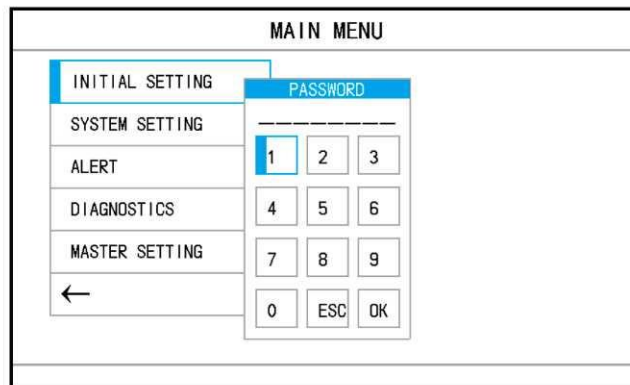 MAIN MENU
INITIAL SETTING
SYSTEM SETTING
ALERT
DIAGNOSTICS
MASTER SETTING
←
PASSWORD
________
1 2 3
4 5 6
7 8 9
0 ESC OK